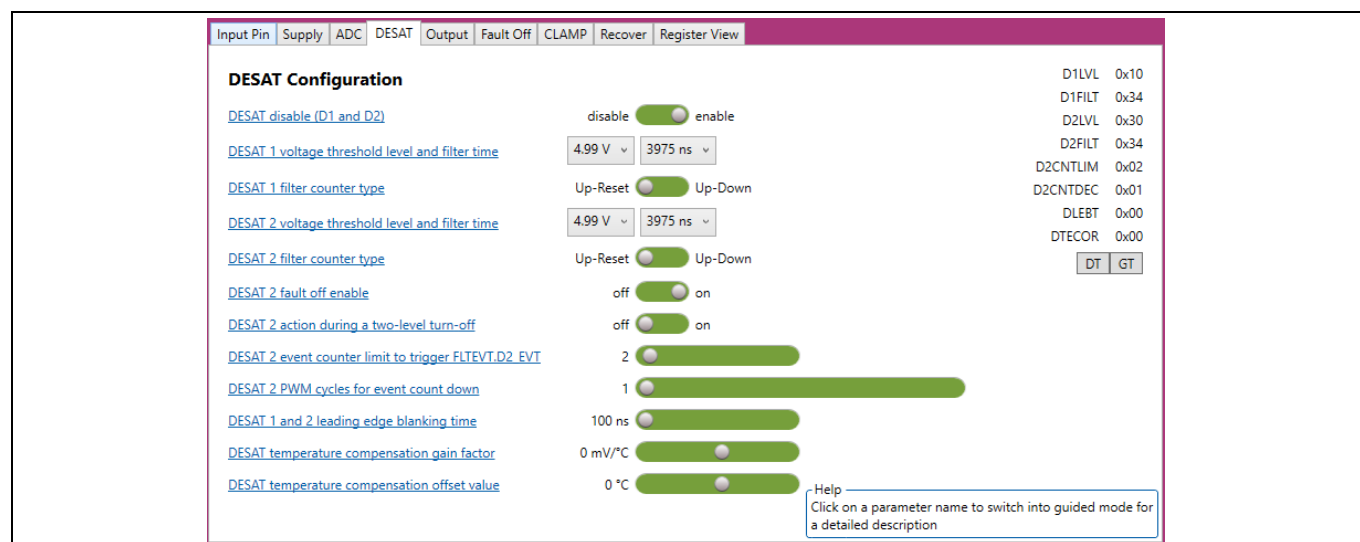 Input Pin Supply ADC DESAT Output Fault Off CLAMP Recover Register View
DESAT Configuration
DESAT disable (D1 and D2) disable enable
DESAT 1 voltage threshold level and filter time 4.99 V 3975 ns
DESAT 1 filter counter type Up-Reset Up-Down
DESAT 2 voltage threshold level and filter time 4.99 V 3975 ns
DESAT 2 filter counter type Up-Reset Up-Down
DESAT 2 fault off enable off on
DESAT 2 action during a two-level turn-off off on
DESAT 2 event counter limit to trigger FLTEVT.D2_EVT 2
DESAT 2 PWM cycles for event count down 1
DESAT 1 and 2 leading edge blanking time 100 ns
DESAT temperature compensation gain factor 0 mV/°C
DESAT temperature compensation offset value 0 °C
D1LVL 0x10
D1FILT 0x34
D2LVL 0x30
D2FILT 0x34
D2CNTLIM 0x02
D2CNTDEC 0x01
DLEBT 0x00
DTECOR 0x00
DT GT
Help
Click on a parameter name to switch into guided mode for
a detailed description